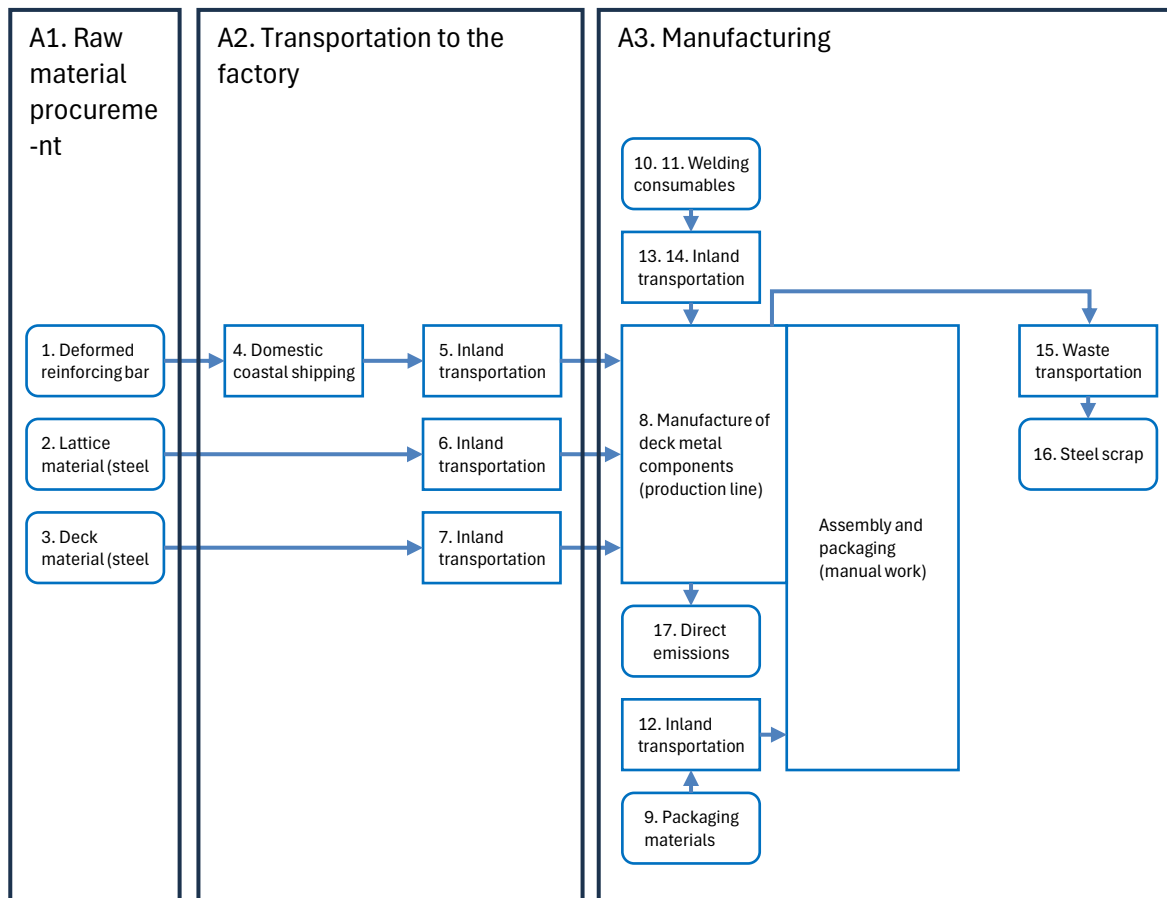 A1. Raw
material
procureme
-nt
A2. Transportation to the
factory
A3. Manufacturing
10. 11. Welding
consumables
13. 14. Inland
transportation
1. Deformed
reinforcing bar
4. Domestic
coastal shipping
5. Inland
transportation
15. Waste
transportation
2. Lattice
material (steel
6. Inland
transportation
8. Manufacture of
deck metal
components
(production line)
16. Steel scrap
3. Deck
material (steel
7. Inland
transportation
Assembly and
packaging
(manual work)
17. Direct
emissions
12. Inland
transportation
9. Packaging
materials